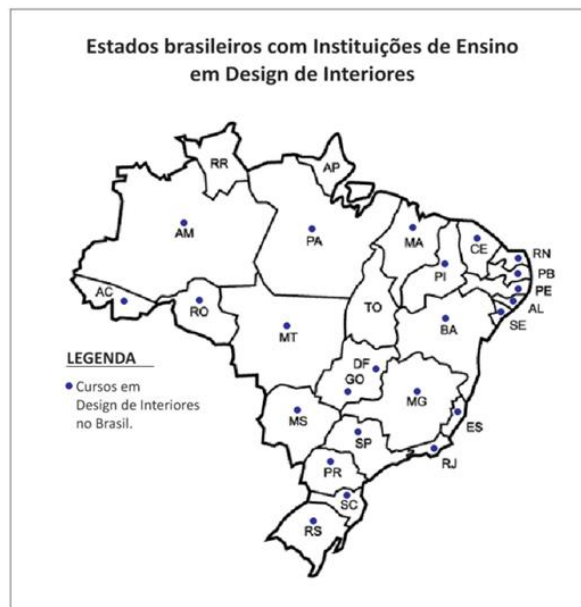 Estados brasileiros com Instituições de Ensino
em Design de Interiores
RR
AP
AM
PA
MA
CE
RN
PI
PB
PE
AC
AL
RO
TO
SE
BA
MT
DF
GO
MG
MS
ES
SP
RJ
PR
SC
RS
LEGENDA
Cursos em
Design de Interiores
no Brasil.